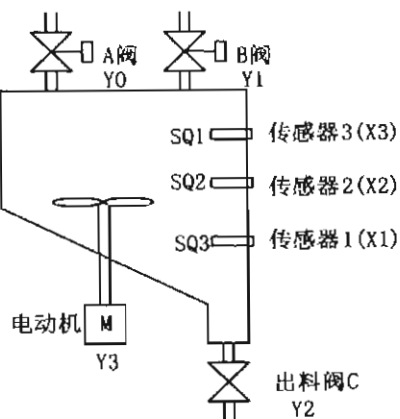 A阀
Y0
B阀
Y1
SQ1
传感器3(X3)
SQ2
传感器2(X2)
SQ3
传感器1(X1)
电动机
M
Y3
出料阀C
Y2